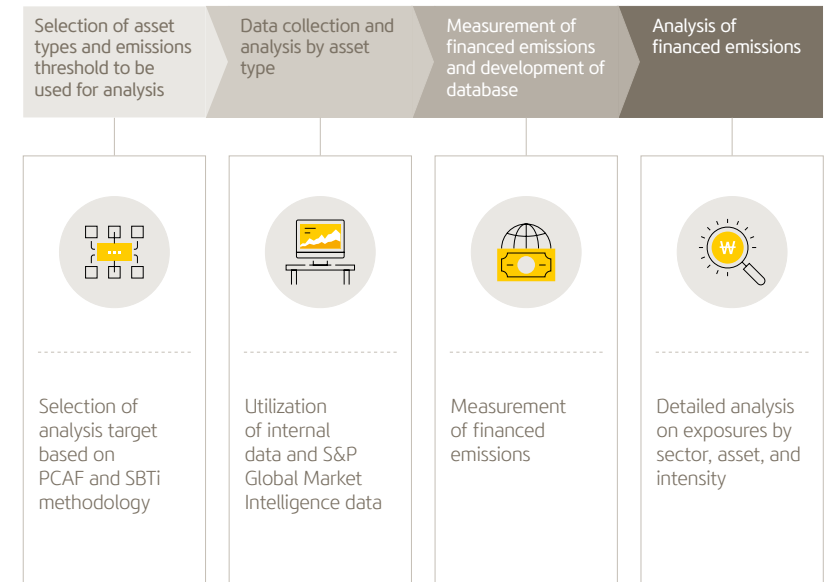 Selection of asset
types and emissions
threshold to be
used for analysis
Data collection and
analysis by asset
type
Measurement of
financed emissions
and development of
database
Analysis of
financed emissions
₩
Selection of
analysis target
based on
PCAF and SBTi
methodology
Utilization
of internal
data and S&P
Global Market
Intelligence data
Measurement
of financed
emissions
Detailed analysis
on exposures by
sector, asset, and
intensity